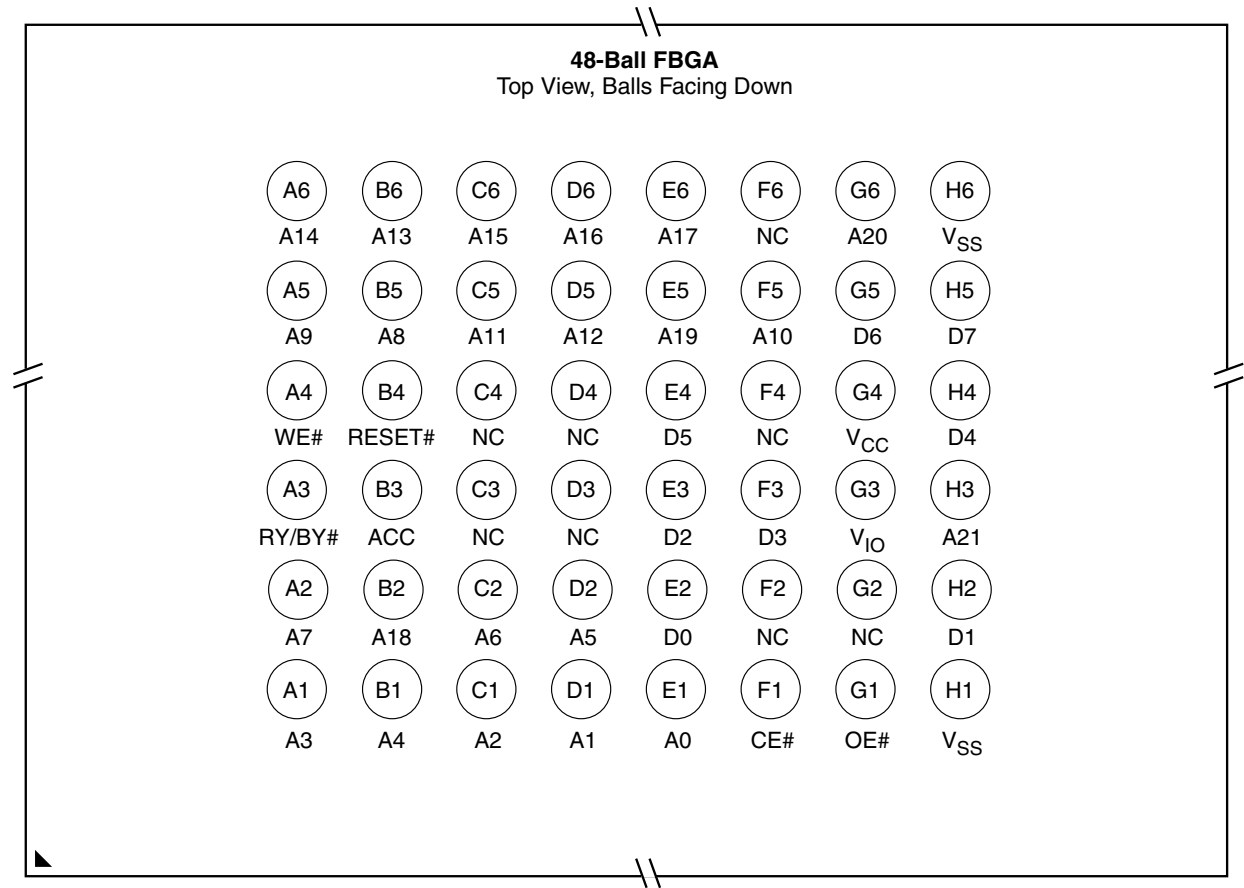 48-Ball FBGA
Top View, Balls Facing Down
A6 B6 C6 D6 E6 F6 G6 H6
A14 A13 A15 A16 A17 NC A20 VSS
A5 B5 C5 D5 E5 F5 G5 H5
A9 A8 A11 A12 A19 A10 D6 D7
A4 B4 C4 D4 E4 F4 G4 H4
WE# RESET# NC NC D5 NC VCC D4
A3 B3 C3 D3 E3 F3 G3 H3
RY/BY# ACC NC NC D2 D3 VIO A21
A2 B2 C2 D2 E2 F2 G2 H2
A7 A18 A6 A5 D0 NC NC D1
A1 B1 C1 D1 E1 F1 G1 H1
A3 A4 A2 A1 A0 CE# OE# VSS